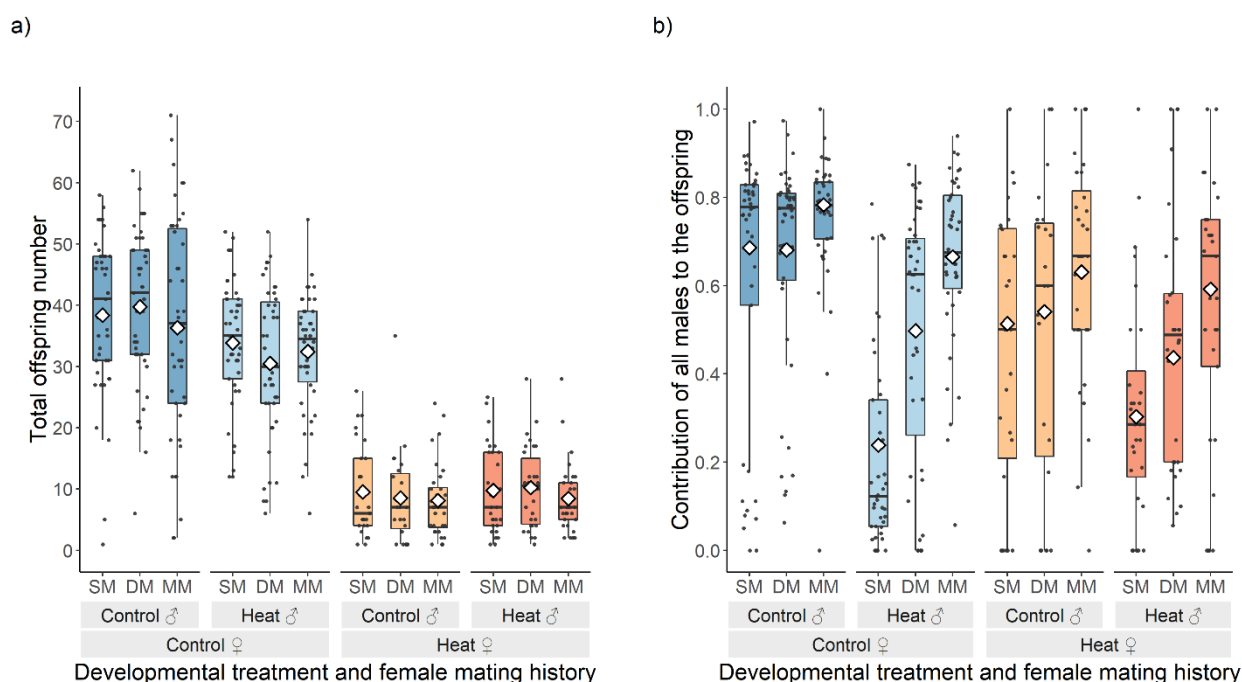 a)
Total offspring number
70
60
50
40
30
20
10
0
SM DM MM SM DM MM SM DM MM SM DM MM
Control ♂ Heat ♂ Control ♂ Heat ♂
Control ♀ Heat ♀
Developmental treatment and female mating history
b)
Contribution of all males to the offspring
1.0
0.8
0.6
0.4
0.2
0.0
SM DM MM SM DM MM SM DM MM SM DM MM
Control ♂ Heat ♂ Control ♂ Heat ♂
Control ♀ Heat ♀
Developmental treatment and female mating history